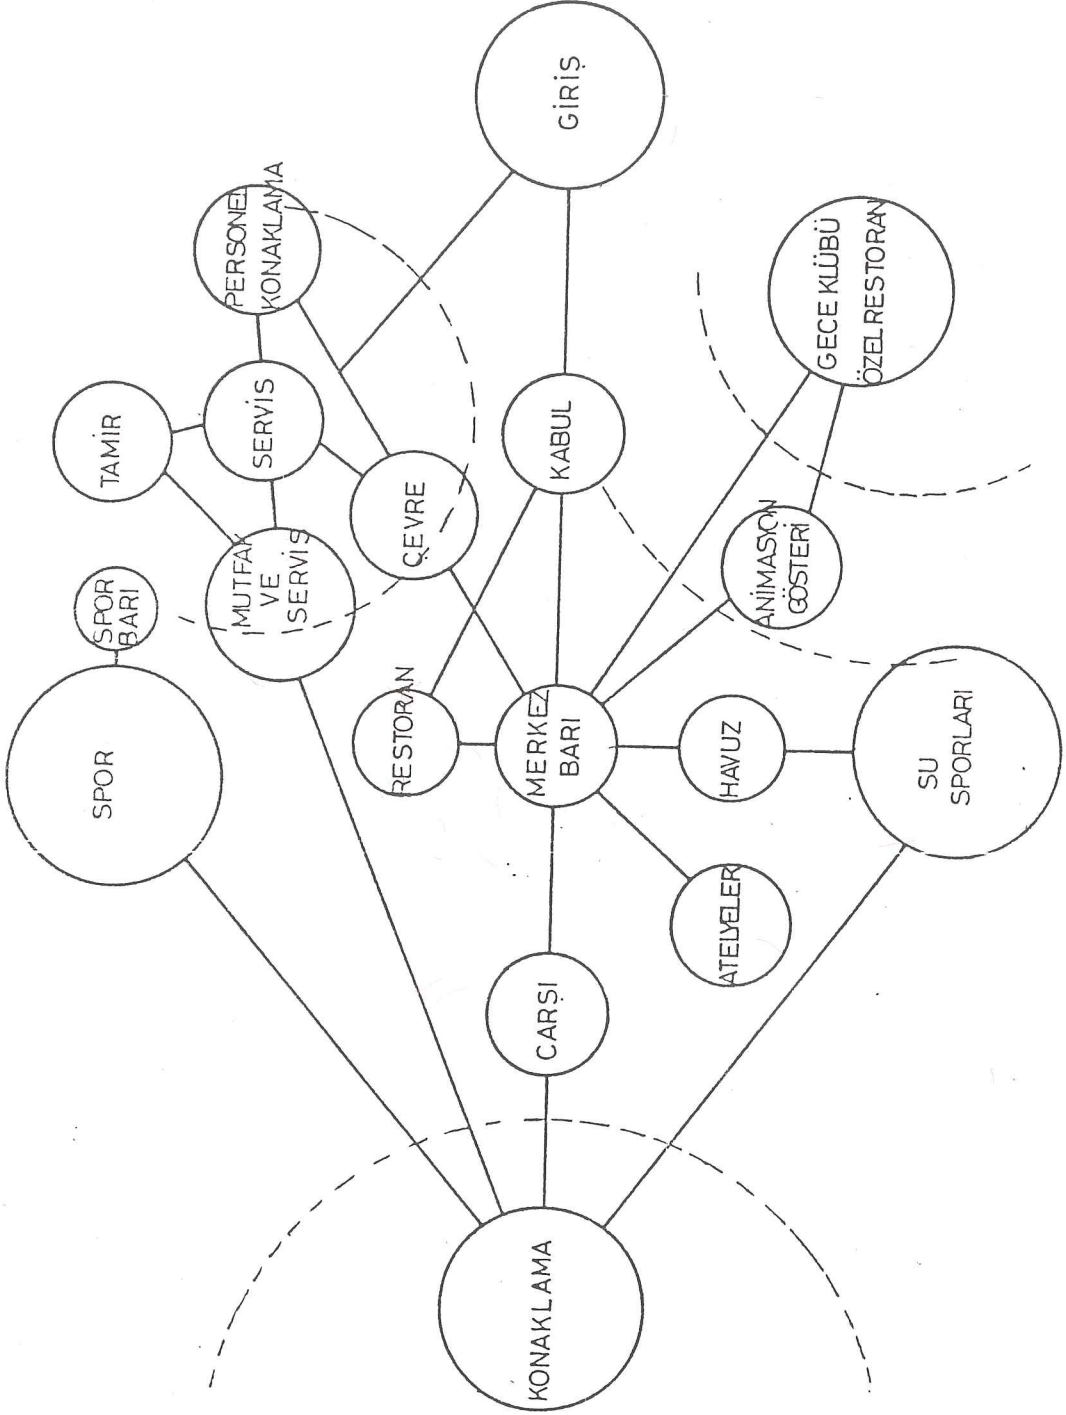 SPOR
SPOR
BARI
TAMİR
MUTFAK
VE
SERVİS
SERVİS
PERSONEL
KONAKLAMA
ÇEVRE
RESTORAN
KONAKLAMA
CARŞI
MERKEZ
BARI
KABUL
GİRİŞ
ATELYELER
HAVUZ
ANİMASYON
GÖSTERİ
GECE KLÜBÜ
ÖZEL RESTORAN
SU
SPORLARI